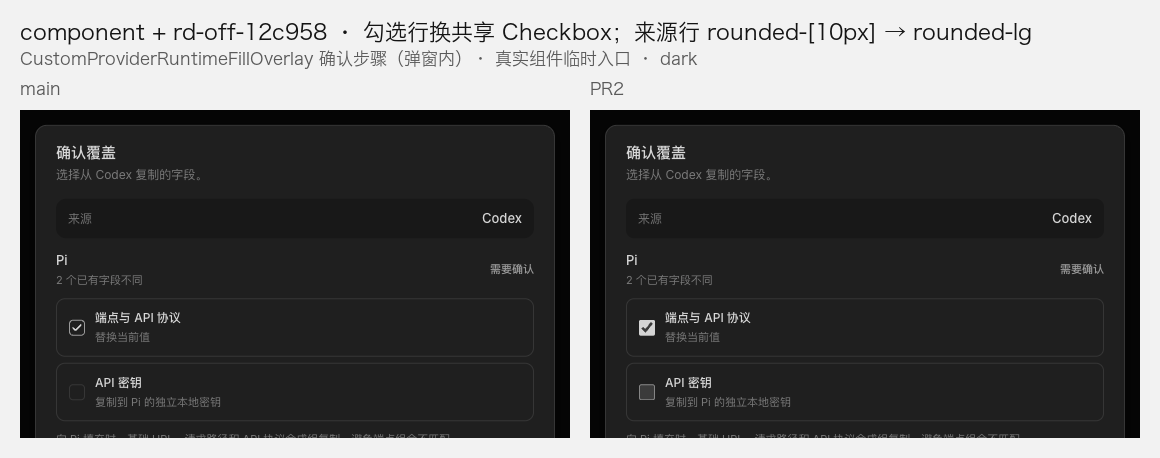 component + rd-off-12c958 · 勾选行换共享 Checkbox；来源行 rounded-[10px] → rounded-lg
CustomProviderRuntimeFillOverlay 确认步骤（弹窗内）· 真实组件临时入口 · dark
main
PR2
确认覆盖
选择从 Codex 复制的字段。
来源
Codex
Pi
2 个已有字段不同
需要确认
端点与 API 协议
替换当前值
API 密钥
复制到 Pi 的独立本地密钥
确认覆盖
选择从 Codex 复制的字段。
来源
Codex
Pi
2 个已有字段不同
需要确认
端点与 API 协议
替换当前值
API 密钥
复制到 Pi 的独立本地密钥